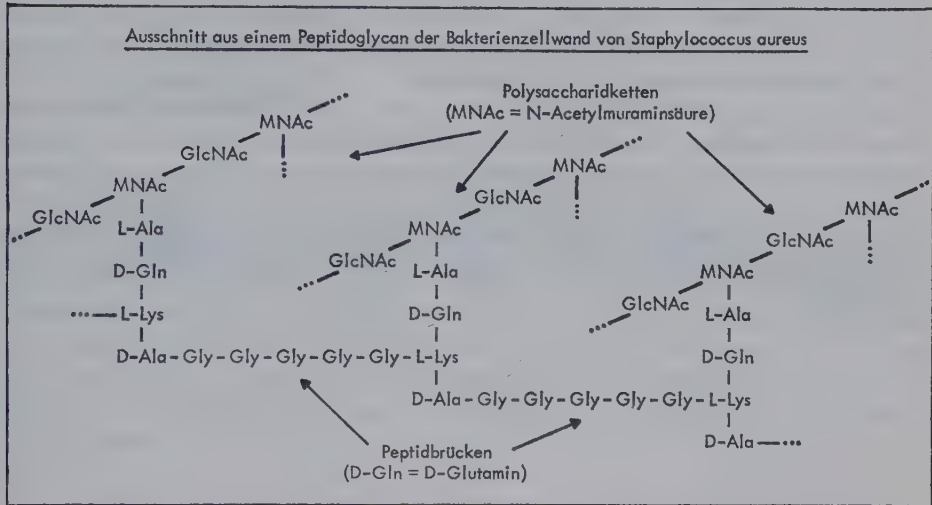 Ausschnitt aus einem Peptidoglycan der Bakterienzellwand von Staphylococcus aureus
Polysaccharidketten
(MNAc = N-Acetylmuraminsäure)
•••— GlcNAc — MNAc — GlcNAc — MNAc —•••
•••
L-Ala
D-Gln
•••—L-Lys
D-Ala-Gly-Gly-Gly-Gly-Gly-L-Lys
•••— GlcNAc — MNAc — GlcNAc — MNAc —•••
•••
L-Ala
D-Gln
D-Ala-Gly-Gly-Gly-Gly-Gly-L-Lys
•••— GlcNAc — MNAc — GlcNAc — MNAc —•••
•••
L-Ala
D-Gln
D-Ala—•••
Peptidbrücken
(D-Gln = D-Glutamin)